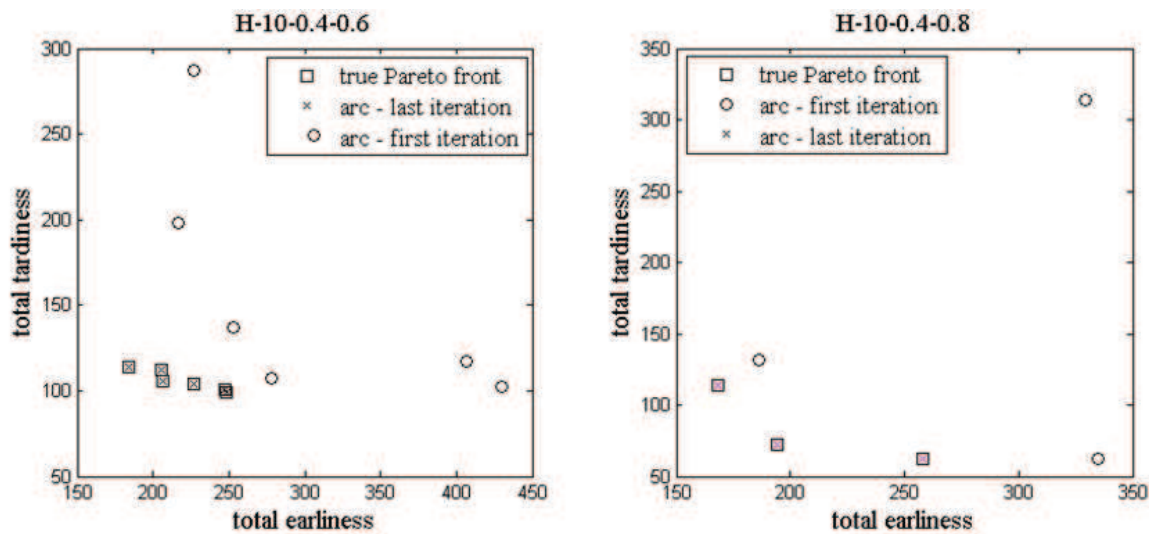 H-10-0.4-0.6
300
250
200
150
100
50
total tardiness
true Pareto front
arc - last iteration
arc - first iteration
150 200 250 300 350 400 450
total earliness
H-10-0.4-0.8
350
300
250
200
150
100
50
total tardiness
true Pareto front
arc - first iteration
arc - last iteration
150 200 250 300 350
total earliness